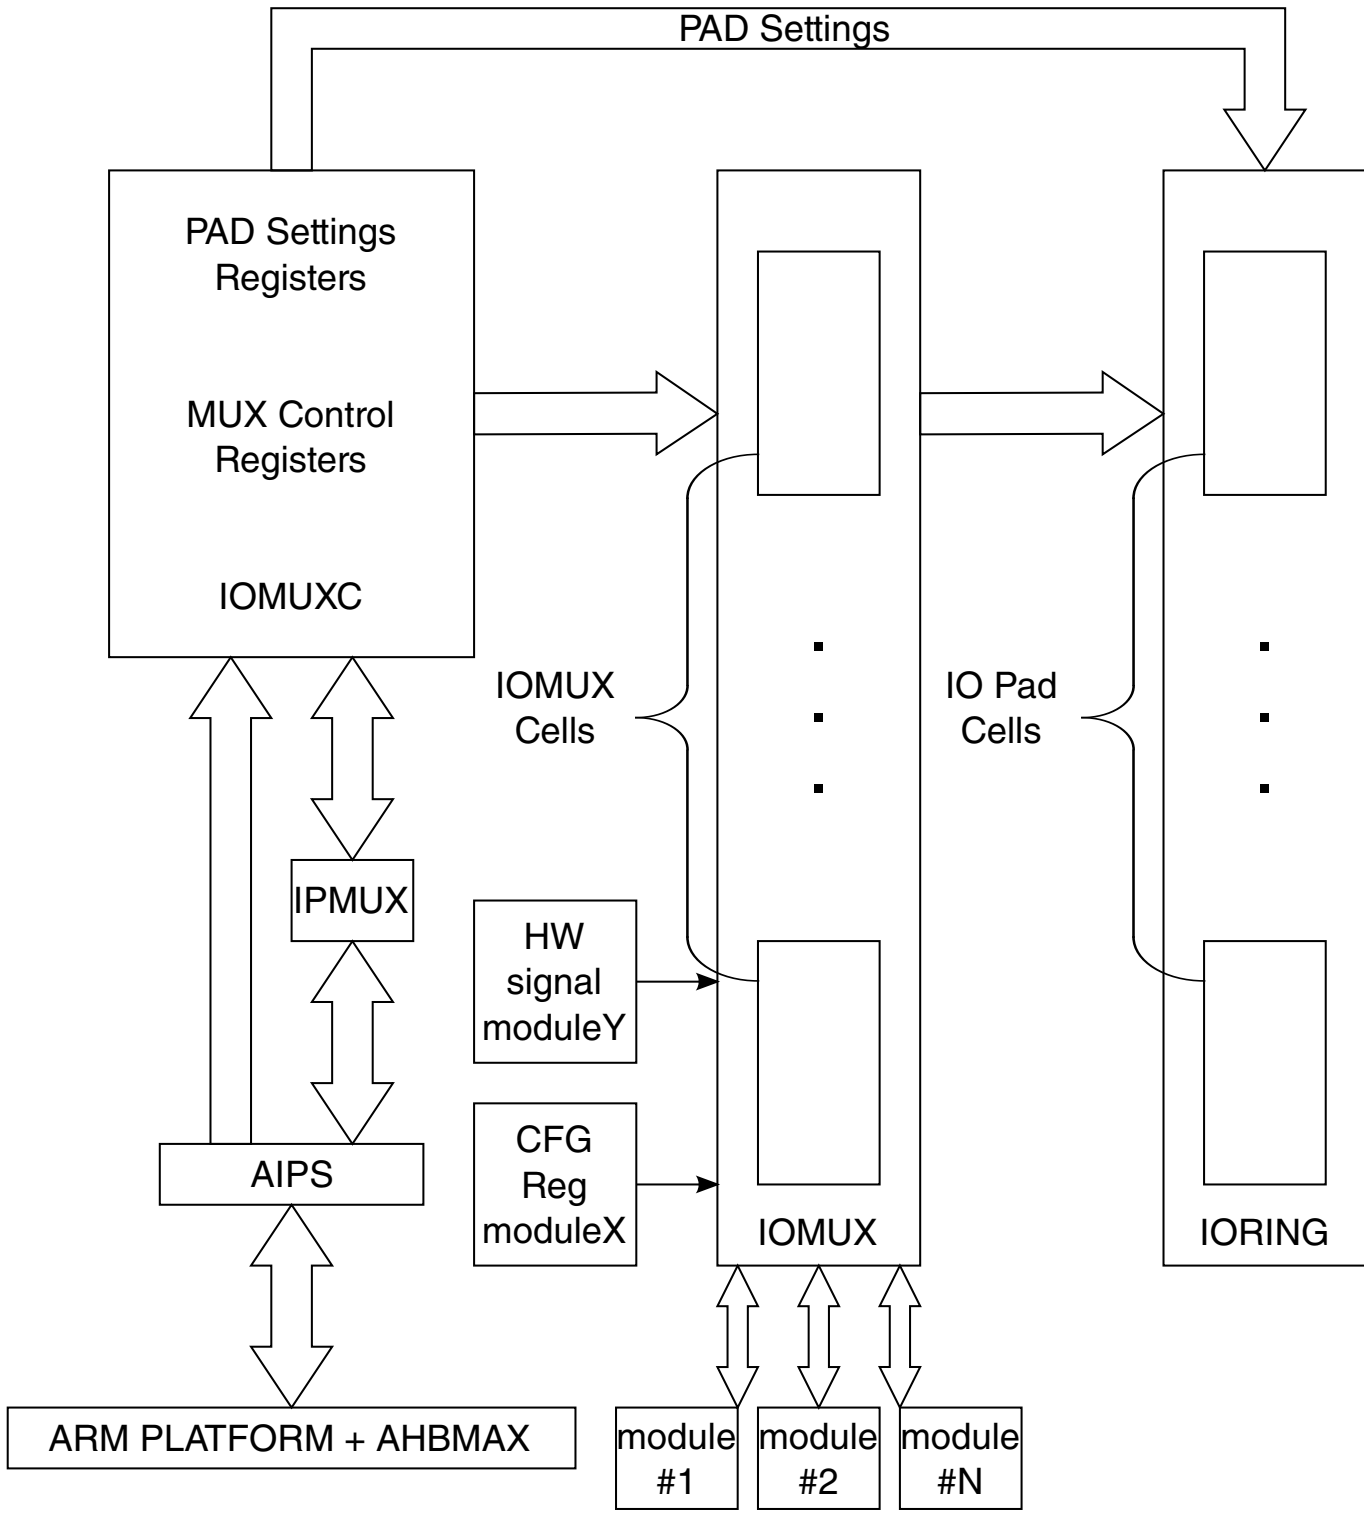 PAD Settings
PAD Settings
Registers
MUX Control
Registers
IOMUXC
IOMUX
Cells
IO Pad
Cells
IPMUX
HW
signal
moduleY
CFG
Reg
moduleX
AIPS
IOMUX
IORING
ARM PLATFORM + AHBMAX
module
#1
module
#2
module
#N